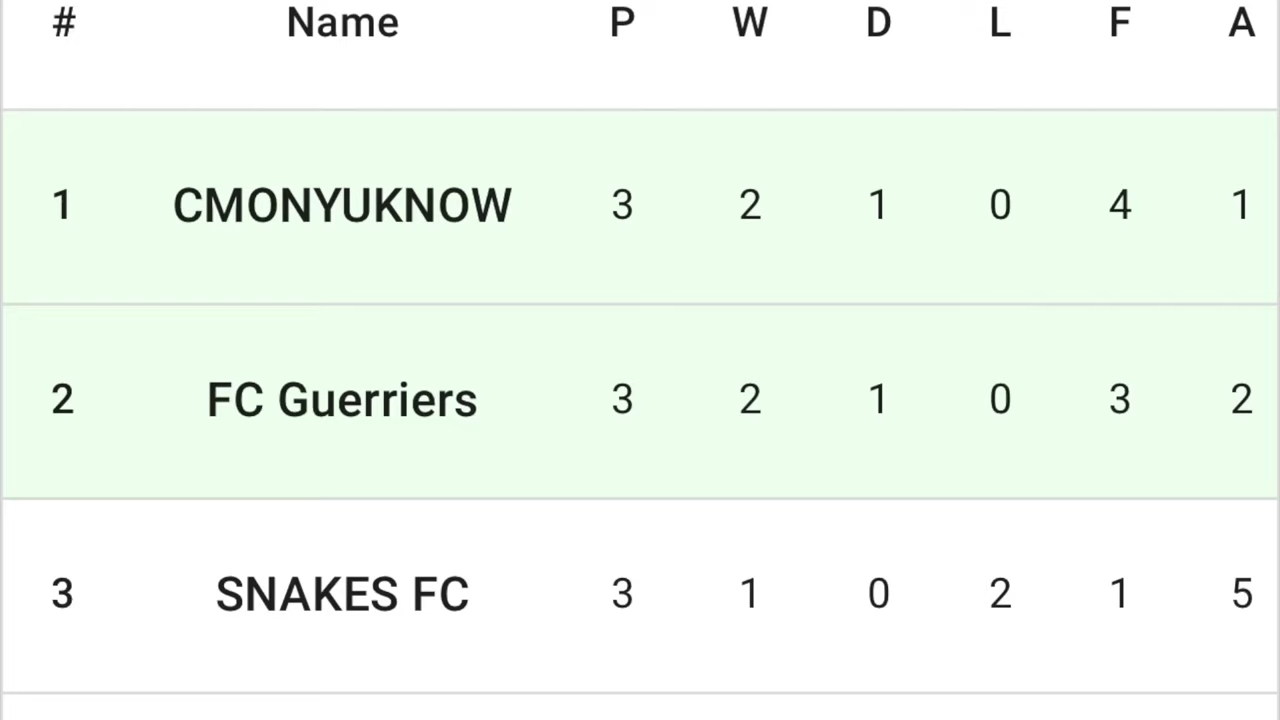 # Name P W D L F A
1 CMONYUKNOW 3 2 1 0 4 1
2 FC Guerriers 3 2 1 0 3 2
3 SNAKES FC 3 1 0 2 1 5